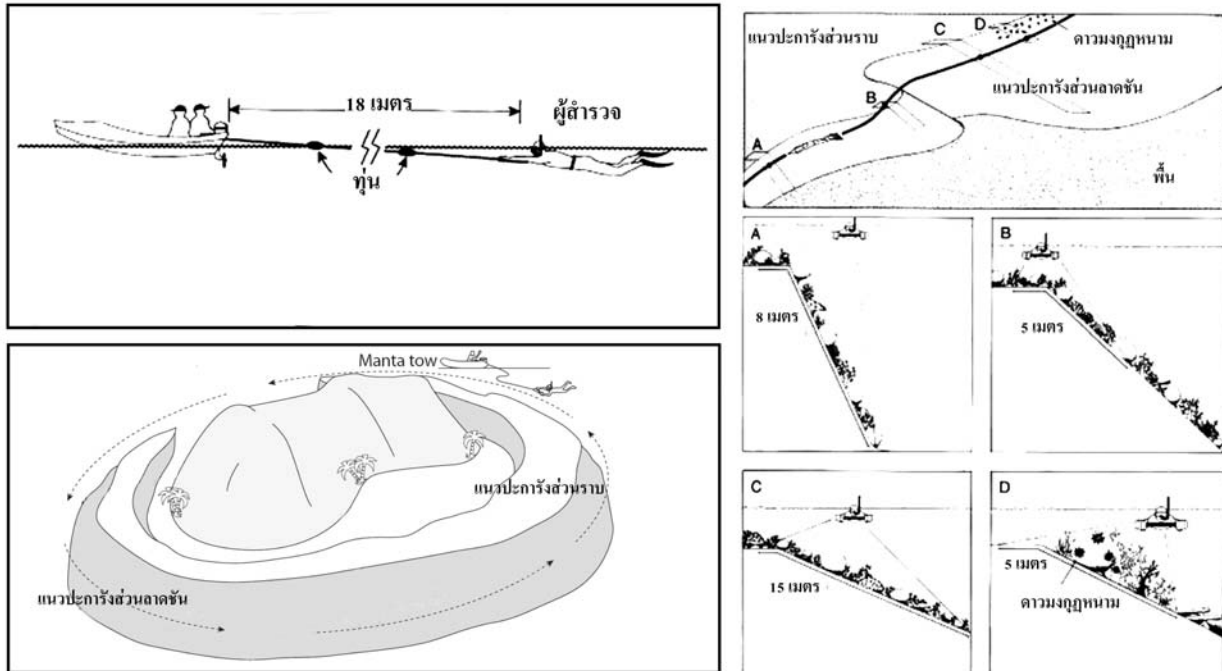 18 เมตร
ผู้สำรวจ
ทุ่น
Manta tow
แนวปะการังส่วนราบ
แนวปะการังส่วนลาดชัน
แนวปะการังส่วนราบ
C
D
ดาวมงกุฎหนาม
แนวปะการังส่วนลาดชัน
B
A
พื้น
A
8 เมตร
B
5 เมตร
C
15 เมตร
D
5 เมตร
ดาวมงกุฎหนาม